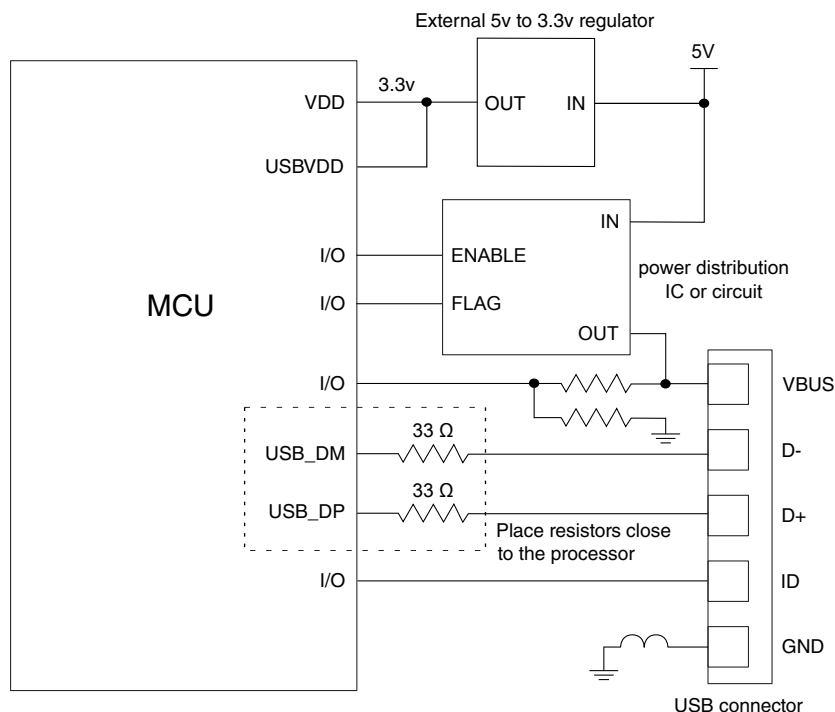 External 5v to 3.3v regulator
5V
3.3v
VDD
OUT
IN
USBVDD
IN
I/O
ENABLE
power distribution
IC or circuit
MCU
I/O
FLAG
OUT
I/O
VBUS
33 Ω
USB_DM
D-
33 Ω
USB_DP
D+
Place resistors close
to the processor
I/O
ID
GND
USB connector